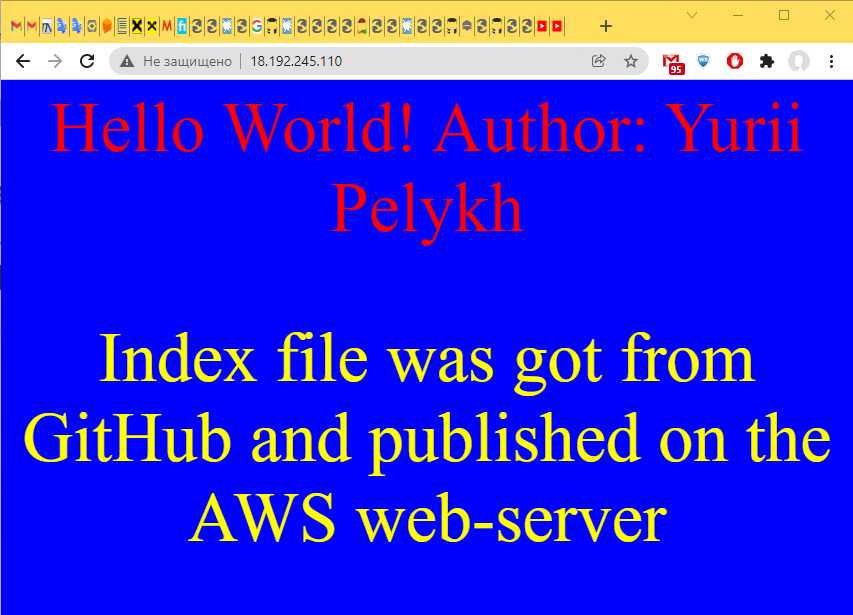 Не защищено
18.192.245.110
95
Hello World! Author: Yurii
Pelykh
Index file was got from
GitHub and published on the
AWS web-server